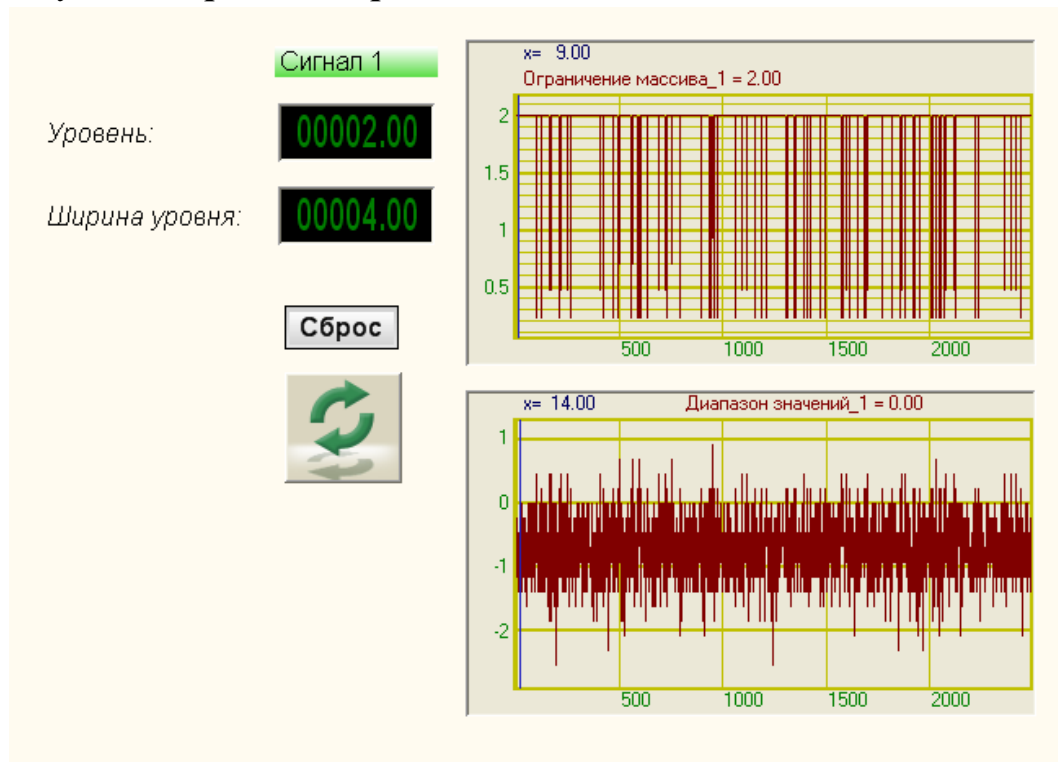 Сигнал 1
Уровень:
00002.00
Ширина уровня:
00004.00
Сброс
x= 9.00
Ограничение массива_1 = 2.00
2
1.5
1
0.5
500 1000 1500 2000
x= 14.00 Диапазон значений_1 = 0.00
1
0
-1
-2
500 1000 1500 2000